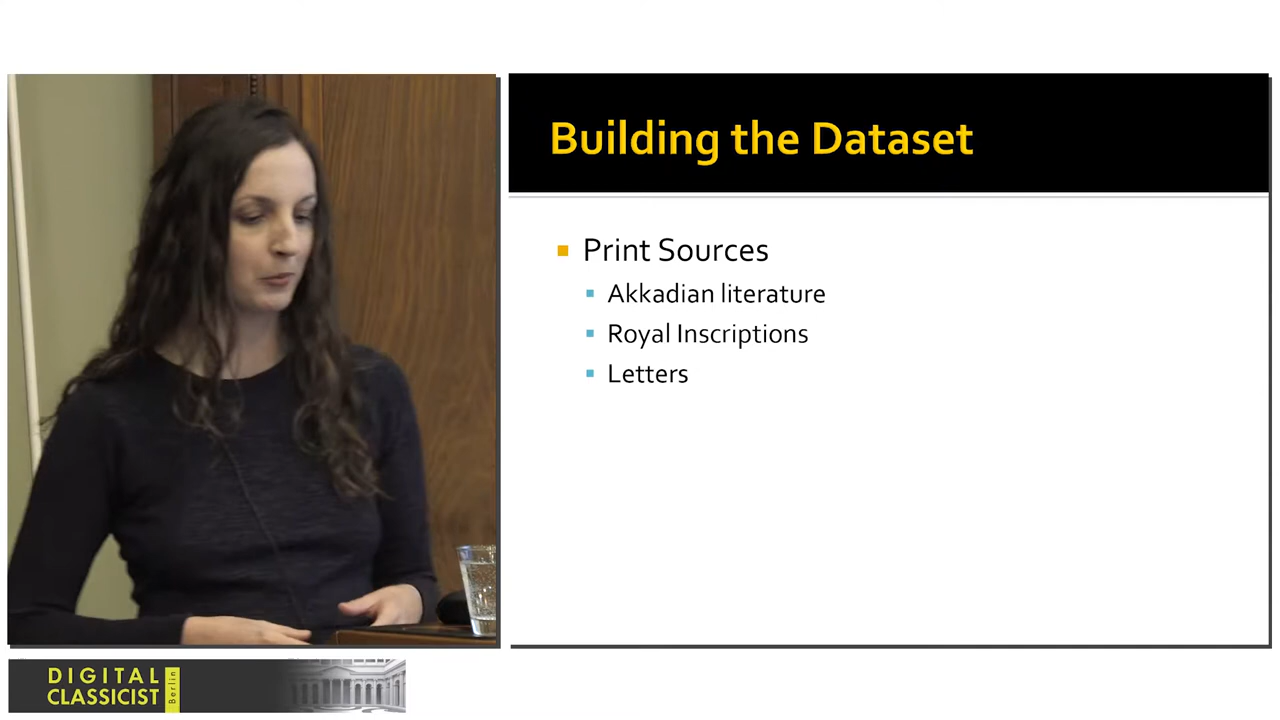 Building the Dataset
Print Sources
Akkadian literature
Royal Inscriptions
Letters
DIGITAL
CLASSICIST
Berlin